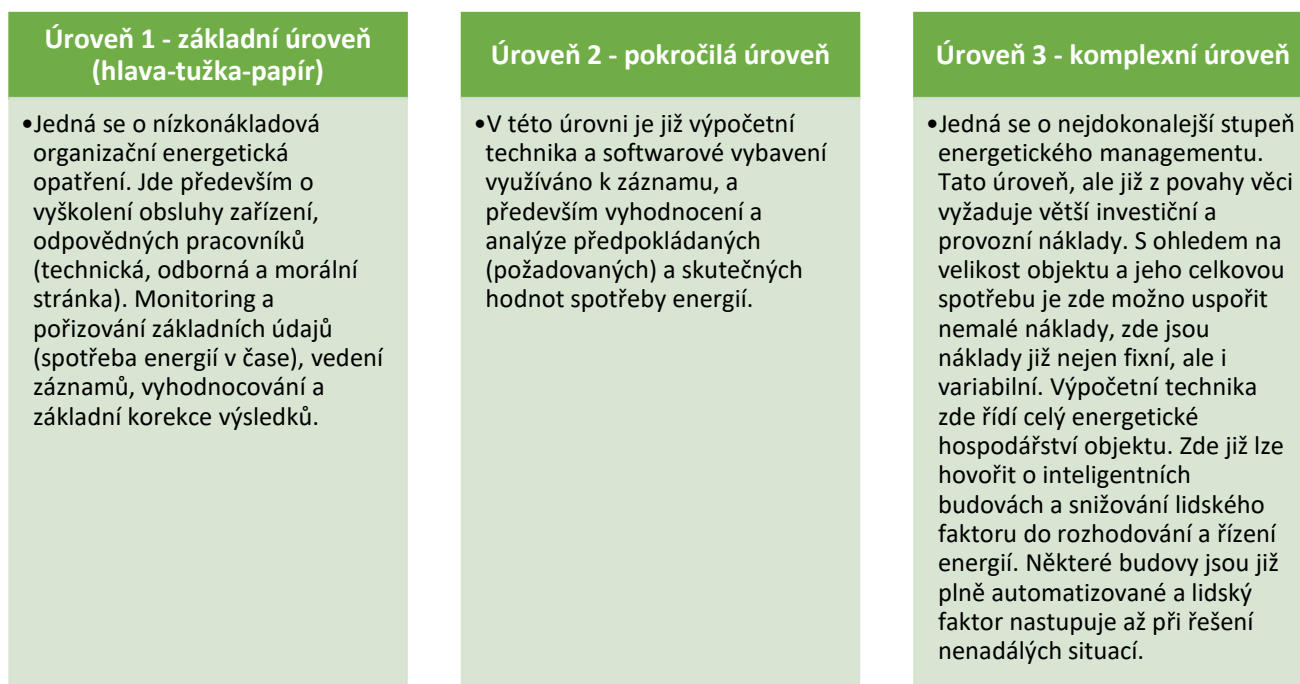 Úroveň 1 - základní úroveň
(hlava-tužka-papír)
•Jedná se o nízkonákladová
organizační energetická
opatření. Jde především o
vyškolení obsluhy zařízení,
odpovědných pracovníků
(technická, odborná a morální
stránka). Monitoring a
pořizování základních údajů
(spotřeba energií v čase), vedení
záznamů, vyhodnocování a
základní korekce výsledků.
Úroveň 2 - pokročilá úroveň
•V této úrovni je již výpočetní
technika a softwarové vybavení
využíváno k záznamu, a
především vyhodnocení a
analýze předpokládaných
(požadovaných) a skutečných
hodnot spotřeby energií.
Úroveň 3 - komplexní úroveň
•Jedná se o nejdokonalejší stupeň
energetického managementu.
Tato úroveň, ale již z povahy věci
vyžaduje větší investiční a
provozní náklady. S ohledem na
velikost objektu a jeho celkovou
spotřebu je zde možno uspořit
nemalé náklady, zde jsou
náklady již nejen fixní, ale i
variabilní. Výpočetní technika
zde řídí celý energetické
hospodářství objektu. Zde již lze
hovořit o inteligentních
budovách a snižování lidského
faktoru do rozhodování a řízení
energií. Některé budovy jsou již
plně automatizované a lidský
faktor nastupuje až při řešení
nenadálých situací.